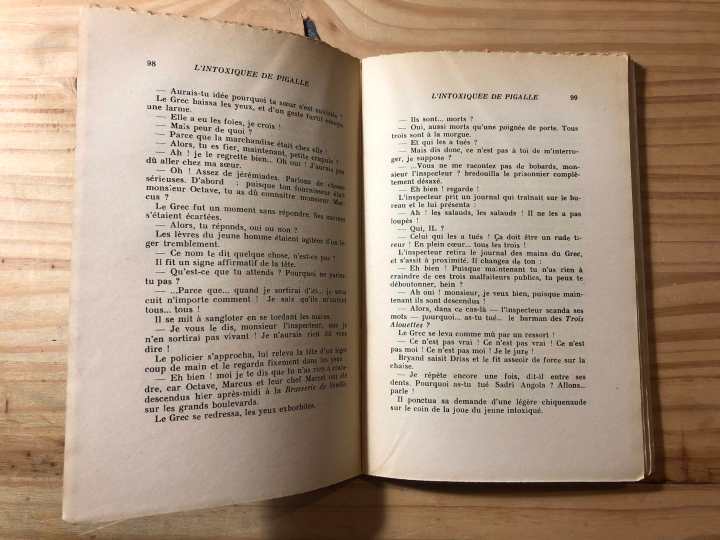 98
L'INTOXIQUEE DE PIGALLE
— Aurais-tu idée pourquoi ta sœur s'est suicidée ?
Le Grec baissa les yeux, et d'un geste furtif essuya
une larme.
— Elle a eu les foies, je crois !
— Mais peur de quoi ?
— Parce que la marchandise était chez elle !
— Alors, tu es fier, maintenant, petite crapule !
— Ah ! je le regrette bien.. Oh oui ! J'aurais pas
dû aller chez ma sœur.
— Oh ! Assez de jérémiades. Parlons de choses
sérieuses. D'abord : puisque ton fournisseur était
monsieur Octave, tu as dû connaître monsieur Mar-
cus ?
Le Grec fut un moment sans répondre. Ses narines
s'étaient écartées.
— Alors, tu réponds, oui ou non ?
Les lèvres du jeune homme étaient agitées d'un lé-
ger tremblement.
— Ce nom te dit quelque chose, n'est-ce pas ?
Il fit un signe affirmatif de la tête.
— Qu'est-ce que tu attends ? Pourquoi ne parles-
tu pas ?
— ...Parce que... quand je sortirai d'ici, je
cuit n'importe comment ! Je sais qu'ils m'auront
tous... tous !
Il se mit à sangloter en se tordant les mains.
— Je vous le dis, monsieur l'inspecteur, que je
n'en sortirai pas vivant ! Je n'aurais rien dû vous
dire !
Le policier s'approcha, lui releva la tête d'un léger
coup de main et le regarda fixement dans les yeux :
— Eh bien ! moi je te dis que tu n'as rien à crain-
dre, car Octave, Marcus et leur chef Marcel ont été
descendus hier après-midi à la Brasserie de
sur les grands boulevards.
Le Grec se redressa, les yeux exhorbités.
L'INTOXIQUEE DE PIGALLE
99
— Ils sont... morts ?
— Oui, aussi morts qu'une poignée de porte. Tous
trois sont à la morgue.
— Et qui les a tués ?
— Mais dis donc, ce n'est pas à toi de m'interro-
ger, je suppose ?
— ...Vous ne me racontez pas de bobards, mon-
sieur l'inspecteur ? bredouilla le prisonnier complè-
tement désaxé.
— Eh bien ! regarde !
L'inspecteur prit un journal qui traînait sur le bu-
reau et le lui présenta :
— Ah ! les salauds, les salauds ! Il ne les a pas
loupés !
— Qui, IL ?
— Celui qui les a tués ! Ça doit être un rude ti-
reur ! En plein cœur... tous les trois !
L'inspecteur retira le journal des mains du Grec,
et s'assit à proximité. Il changea de ton :
— Eh bien ! Puisque maintenant tu n'as rien à
craindre de ces trois malfaiteurs publics, tu peux te
déboutonner, hein ?
— Ah oui ! monsieur, je veux bien, puisque main-
tenant ils sont descendus !
— Alors, dans ce cas-là — l'inspecteur scanda ses
mots — pourquoi... as-tu tué... le barman des Trois
Alouettes ?
Le Grec se leva comme mû par un ressort !
— Ce n'est pas vrai ! Ce n'est pas vrai ! Ce n'est
pas moi ! Ce n'est pas moi ! Je le jure !
Bryand saisit Driss et le fit asseoir de force sur la
chaise.
— Je répète encore une fois, dit-il entre ses
dents. Pourquoi as-tu tué Sadri Angola ? Allons...
parle !
Il ponctua sa demande d'une légère chiquenaude
sur le coin de la joue du jeune intoxiqué.